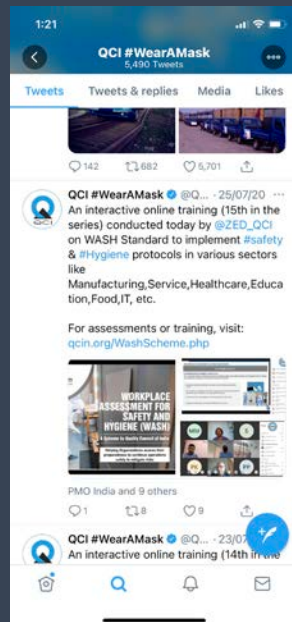 1:21
QCI #WearAMask
5,490 Tweets
Tweets
Tweets & replies
Media
Likes
142
682
5,701
QCI #WearAMask @Q... · 25/07/20
An interactive online training (15th in the
series) conducted today by @ZED_QCI
on WASH Standard to implement #safety
& #Hygiene protocols in various sectors
like
Manufacturing,Service,Healthcare,Educa
tion,Food,IT, etc.
For assessments or training, visit:
qcin.org/WashScheme.php
WORKPLACE
ASSESSMENT FOR
SAFETY AND
HYGIENE (WASH)
PMO India and 9 others
1
8
9
QCI #WearAMask @Q... · 23/07
An interactive online training (14th in the